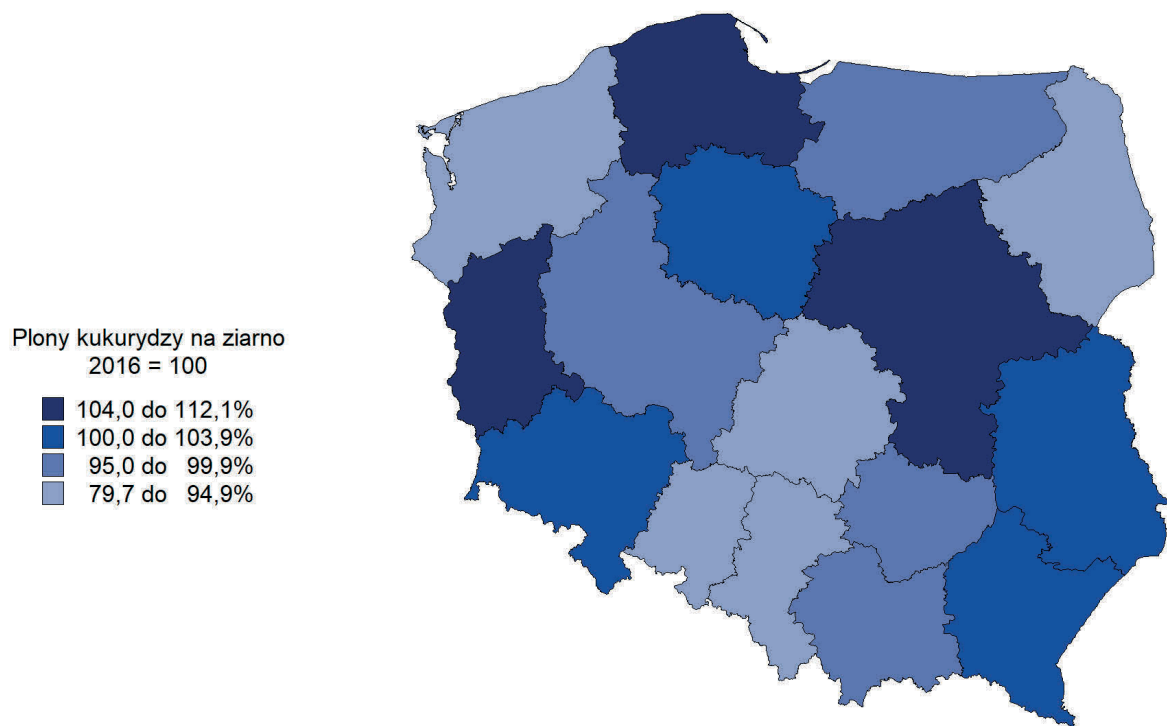 Plony kukurydzy na ziarno
2016 = 100
104,0 do 112,1%
100,0 do 103,9%
95,0 do 99,9%
79,7 do 94,9%